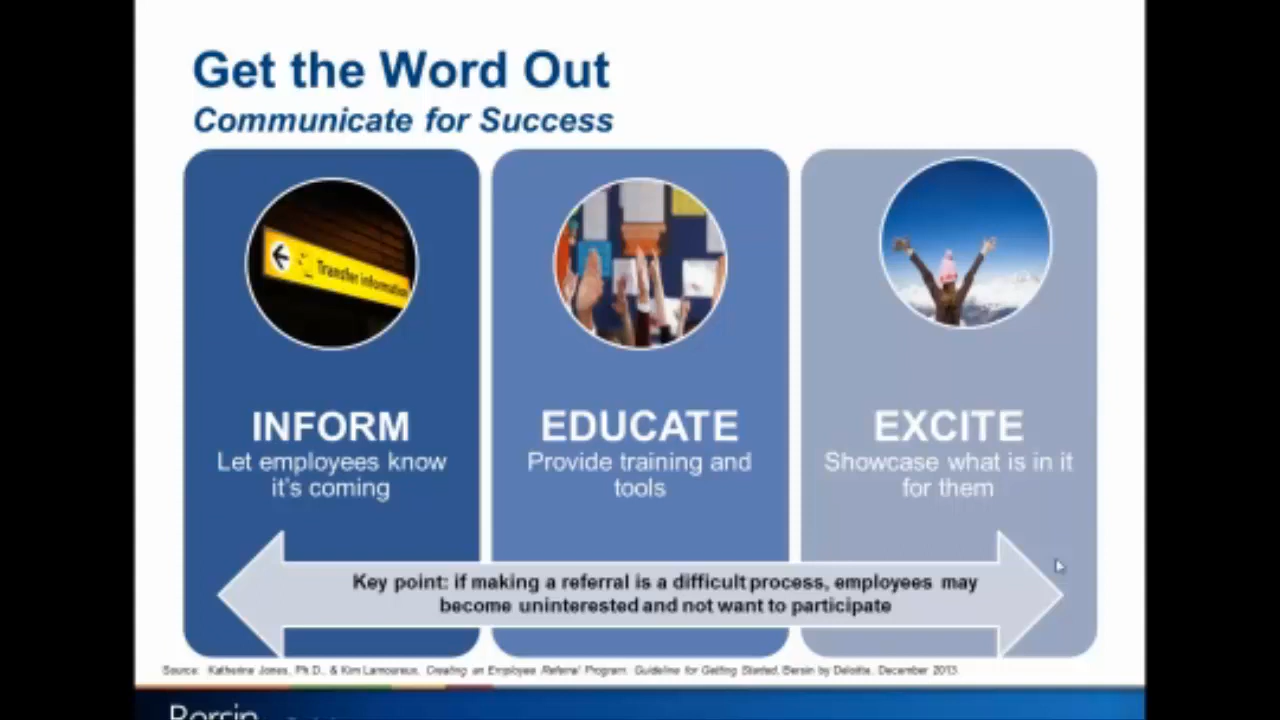 Get the Word Out
Communicate for Success
Transfer information
INFORM
Let employees know
it's coming
EDUCATE
Provide training and
tools
EXCITE
Showcase what is in it
for them
Key point: if making a referral is a difficult process, employees may
become uninterested and not want to participate
Source: Katherine Jones, Ph.D., & Kim Lamoureux, Creating an Employee Referral Program: Guideline for Getting Started, Bersin by Deloitte, December 2013.
Bersin